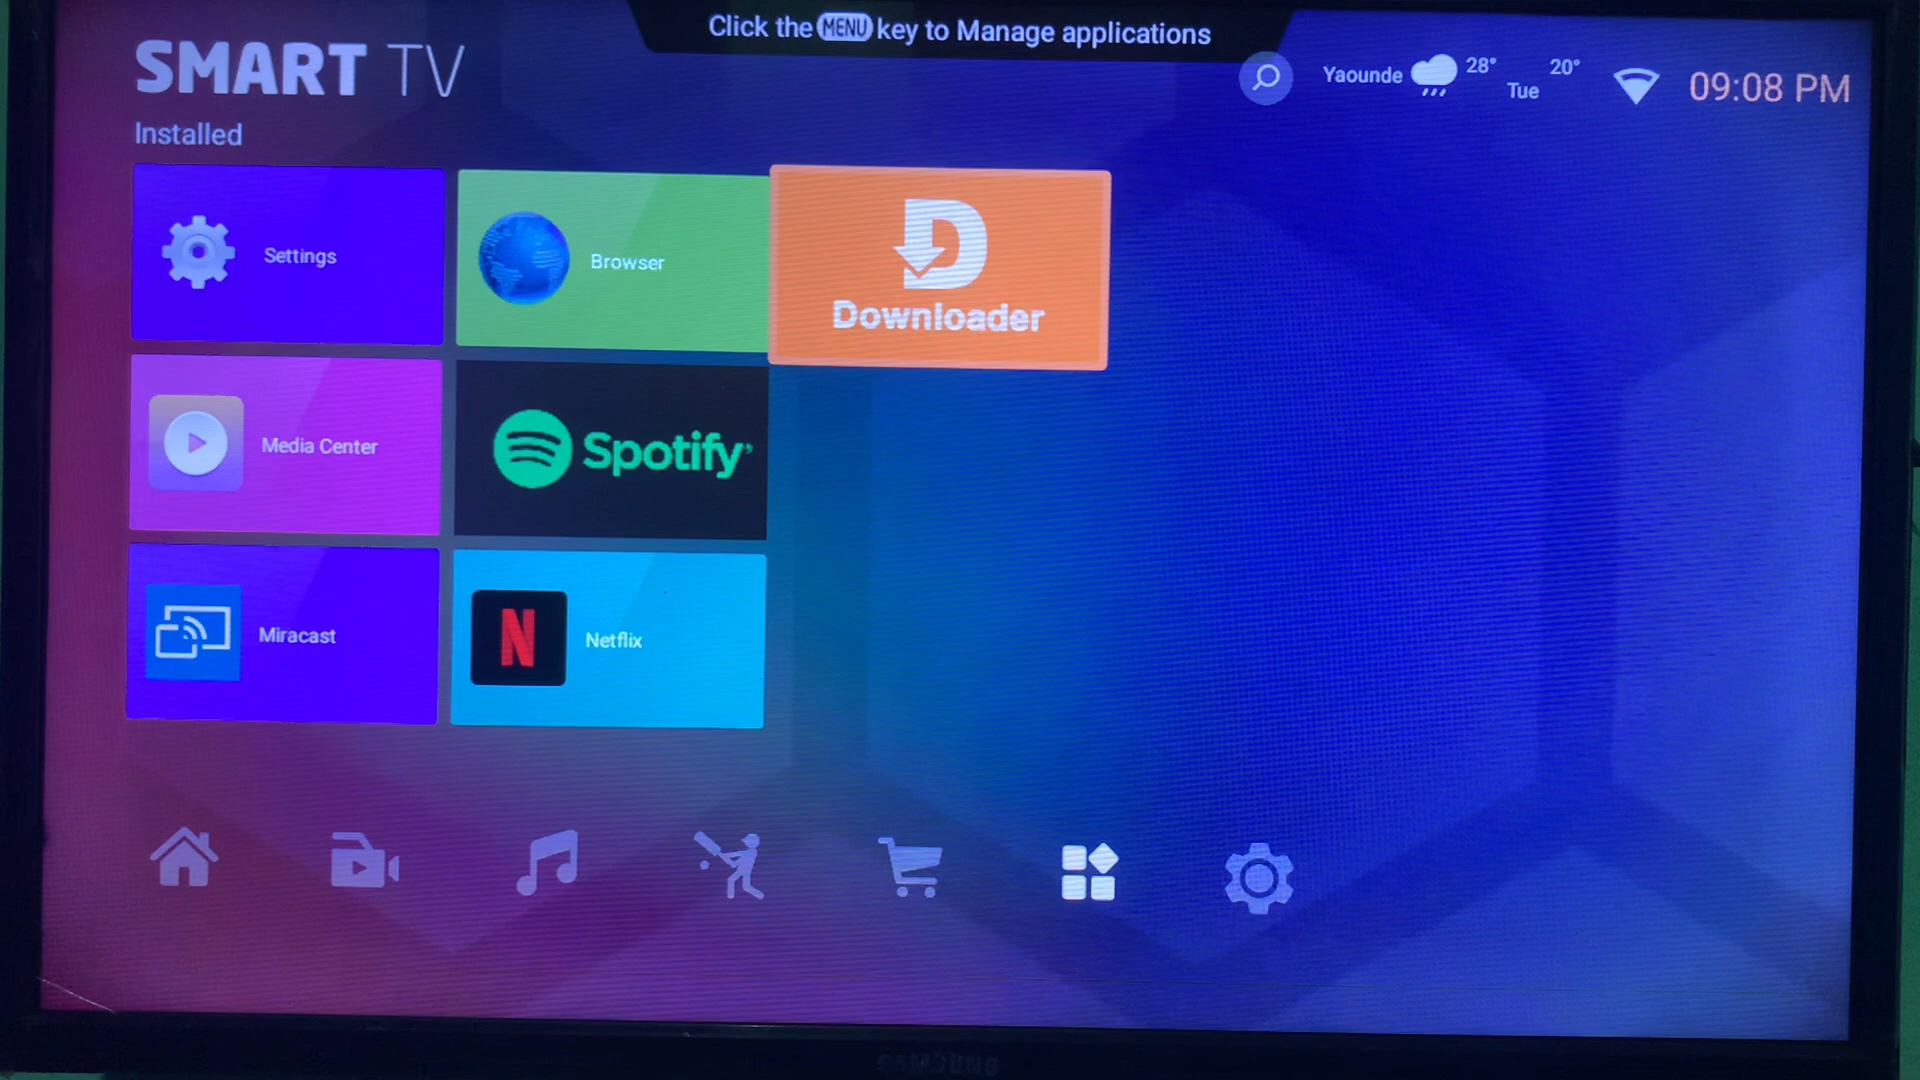 Click the MENU key to Manage applications
SMART TV
Yaounde 28° Tue 20° 09:08 PM
Installed
Settings
Browser
D
Downloader
Media Center
Spotify
Miracast
N Netflix